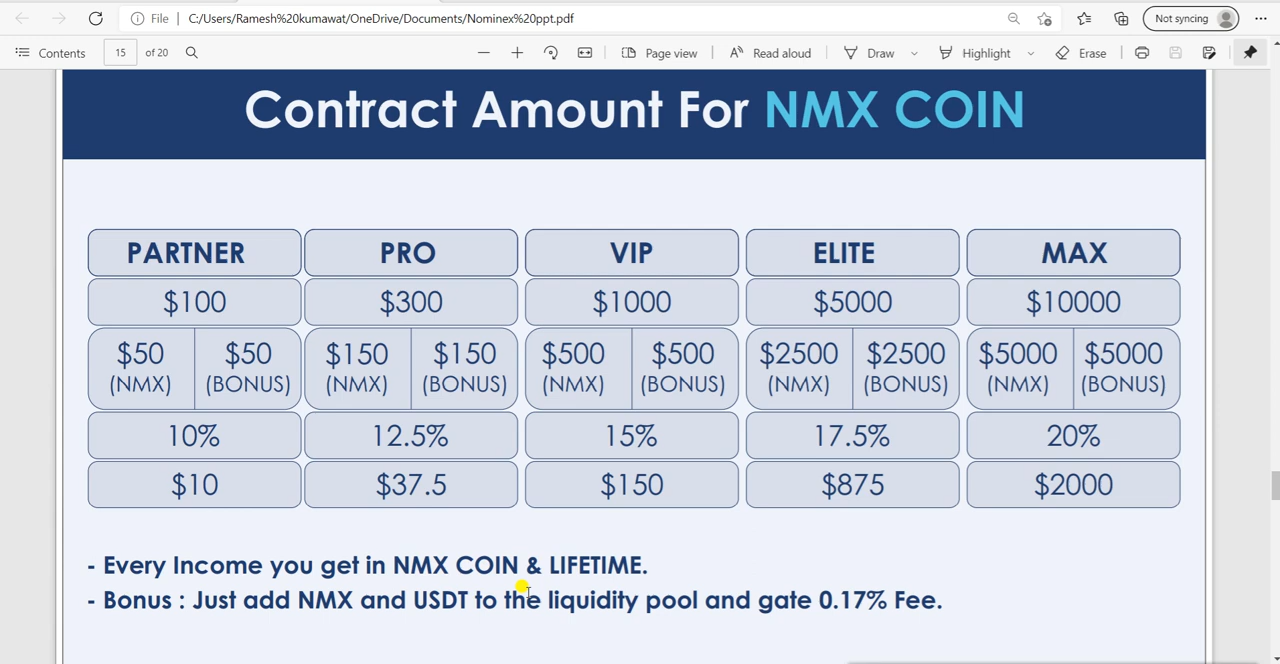 File | C:/Users/Ramesh%20kumawat/OneDrive/Documents/Nominex%20ppt.pdf Not syncing
Contents 15 of 20 Page view Read aloud Draw Highlight Erase
Contract Amount For NMX COIN
PARTNER PRO VIP ELITE MAX
$100 $300 $1000 $5000 $10000
$50 $50 $150 $150 $500 $500 $2500 $2500 $5000 $5000
(NMX) (BONUS) (NMX) (BONUS) (NMX) (BONUS) (NMX) (BONUS) (NMX) (BONUS)
10% 12.5% 15% 17.5% 20%
$10 $37.5 $150 $875 $2000
- Every Income you get in NMX COIN & LIFETIME.
- Bonus : Just add NMX and USDT to the liquidity pool and gate 0.17% Fee.